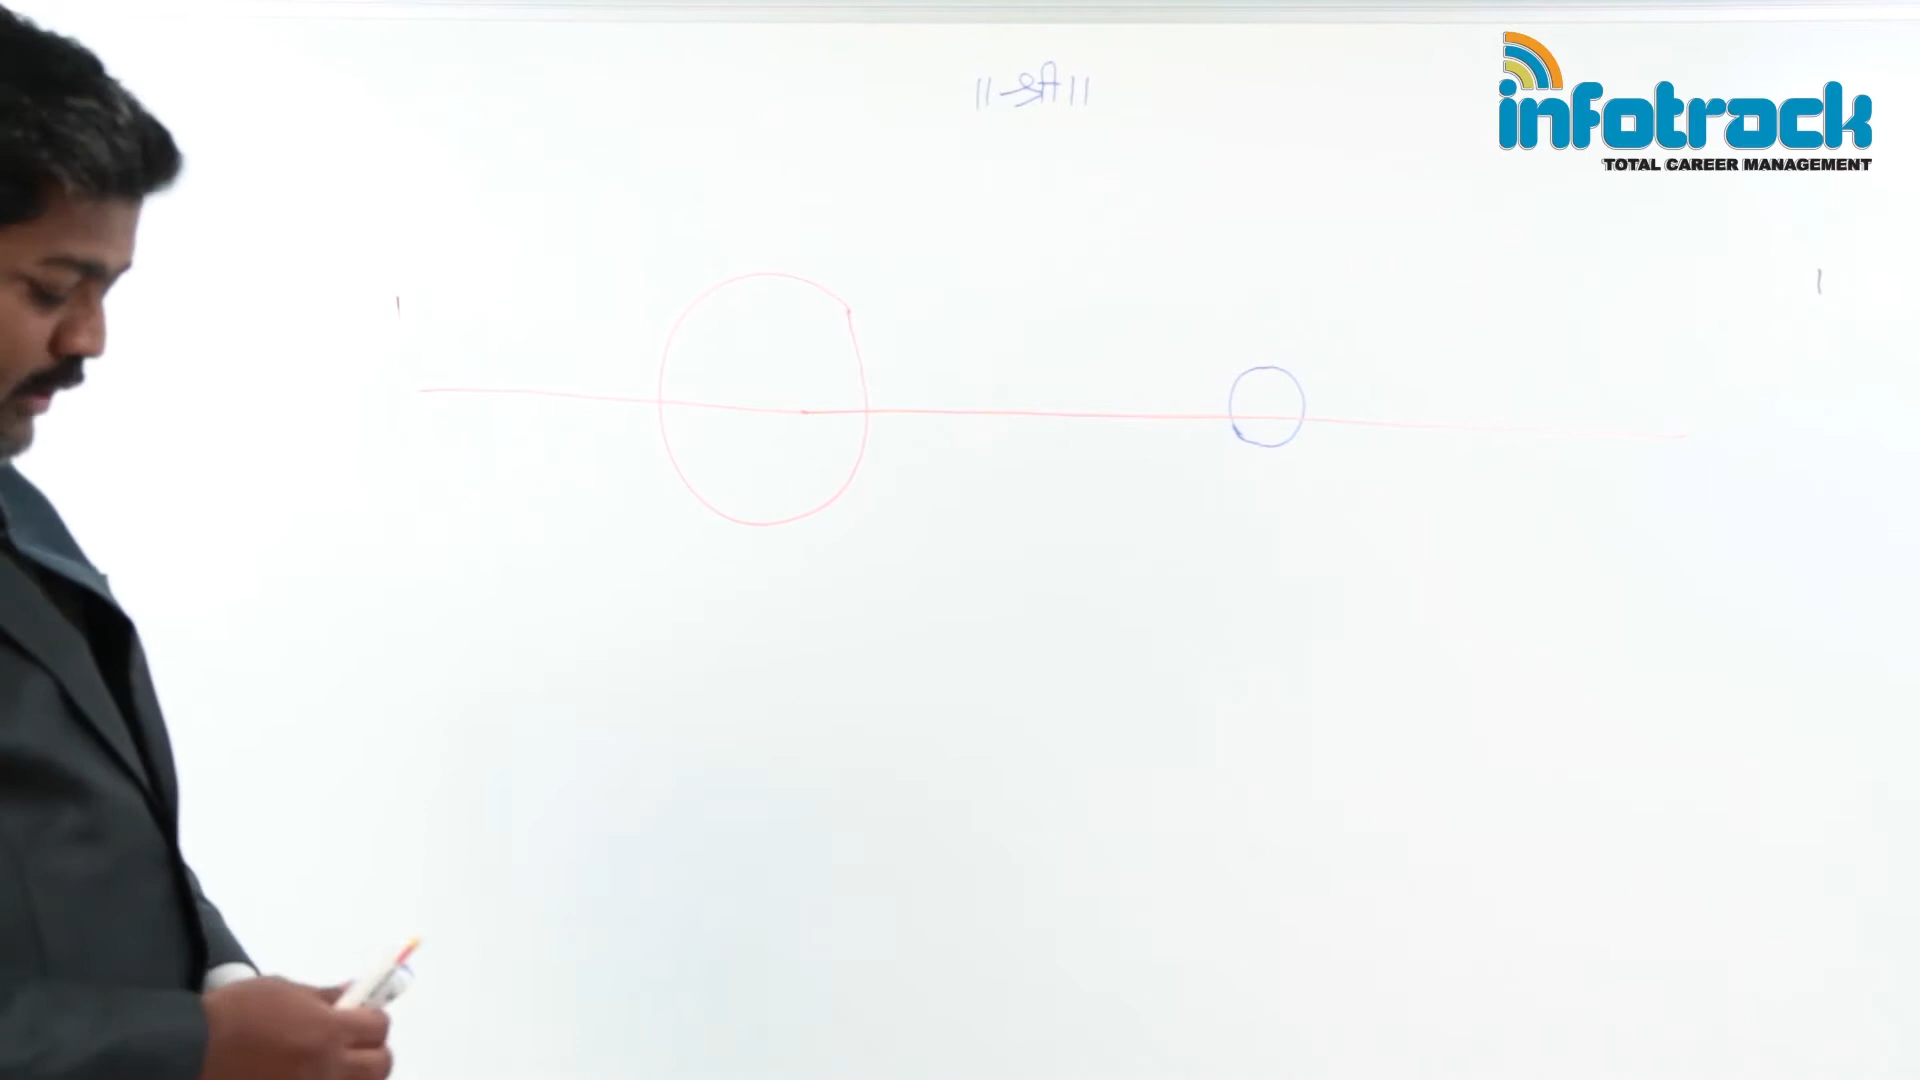 ॥ श्री ॥
infotrack
TOTAL CAREER MANAGEMENT